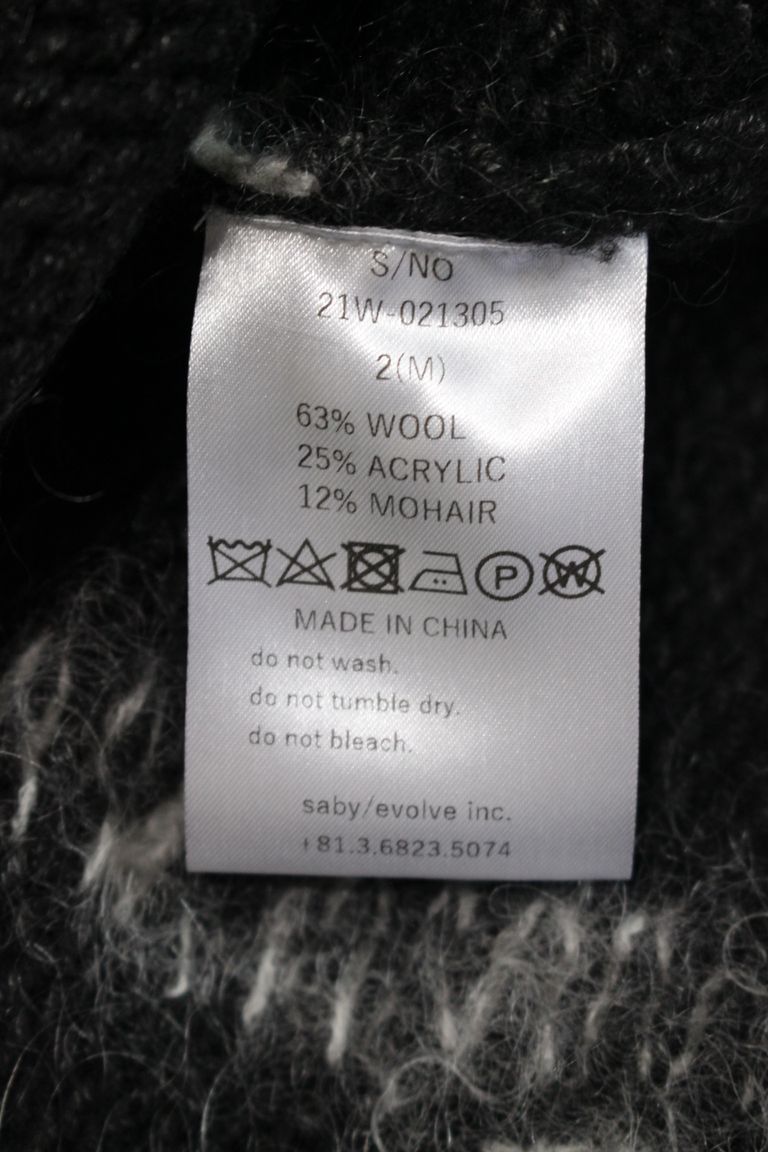 S/NO
21W-021305
2(M)
63% WOOL
25% ACRYLIC
12% MOHAIR
P W
MADE IN CHINA
do not wash.
do not tumble dry.
do not bleach.
saby/evolve inc.
+81.3.6823.5074